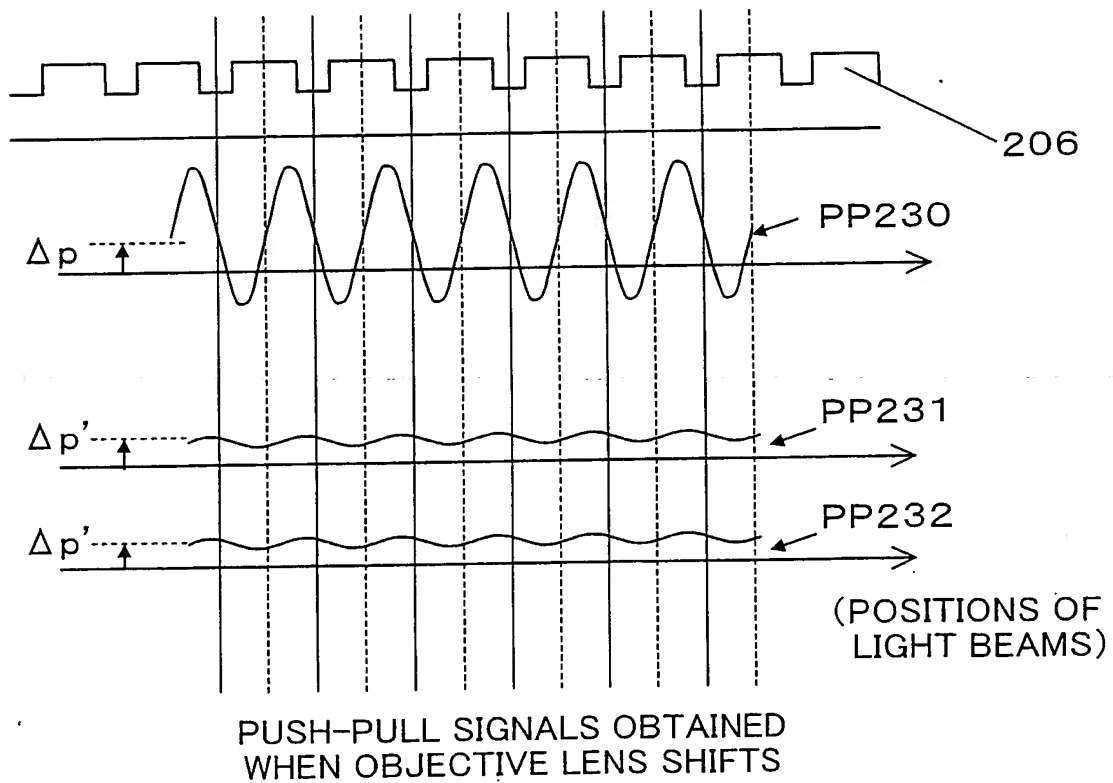 206
PP230
Δp
PP231
Δp'
PP232
Δp'
(POSITIONS OF
LIGHT BEAMS)
PUSH-PULL SIGNALS OBTAINED
WHEN OBJECTIVE LENS SHIFTS